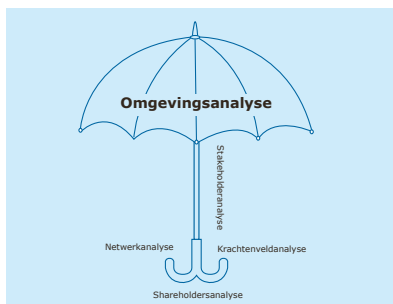 Omgevingsanalyse
Stakeholderanalyse
Netwerkanalyse
Krachtenveldanalyse
Shareholdersanalyse